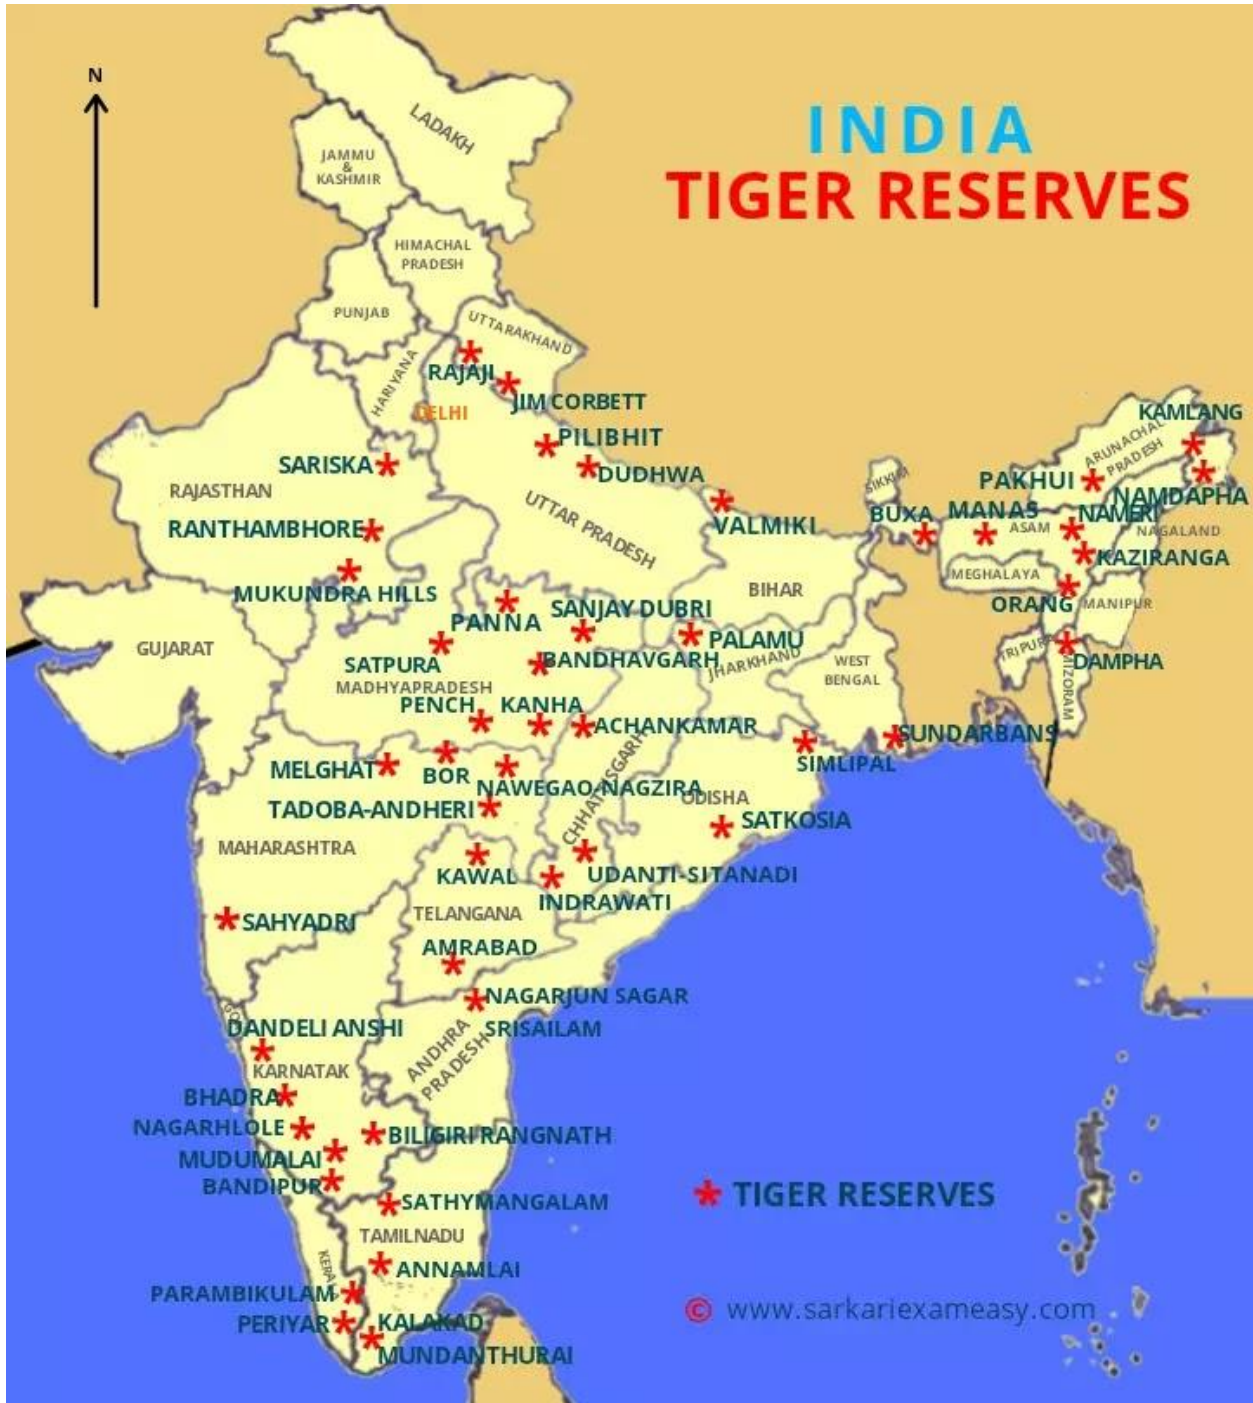 N
INDIA
TIGER RESERVES
LADAKH
JAMMU
&
KASHMIR
HIMACHAL
PRADESH
PUNJAB
UTTARAKHAND
HARIYANA
RAJAJI
JIM CORBETT
DELHI
PILIBHIT
DUDHWA
SARISKA
RAJASTHAN
RANTHAMBHORE
MUKUNDRA HILLS
UTTAR PRADESH
VALMIKI
KAMLANG
ARUNACHAL
PRADESH
SIKKIM
PAKHUI
NAMDAPHA
BUXA
MANAS
ASAM
NAMERI
NAGALAND
KAZIRANGA
MEGHALAYA
ORANG
MANIPUR
TRIPURA
DAMPHA
MIZORAM
BIHAR
GUJARAT
PANNA
SANJAY DUBRI
SATPURA
BANDHAVGARH
PALAMU
JHARKHAND
WEST
BENGAL
MADHYAPRADESH
PENCH
KANHA
ACHANKAMAR
SUNDARBANS
SIMLIPAL
MELGHAT
BOR
NAWEGAO-NAGZIRA
CHHATTASGARH
ODISHA
TADOBA-ANDHERI
SATKOSIA
MAHARASHTRA
KAWAL
UDANTI-SITANADI
INDRAWATI
TELANGANA
SAHYADRI
AMRABAD
NAGARJUN SAGAR
SRISAILAM
ANDHRA
PRADESH
DANDELI ANSHI
KARNATAK
BHADRA
NAGARHLOLE
BILIGIRI RANGNATH
MUDUMALAI
BANDIPUR
SATHYMANGALAM
TAMILNADU
KERALA
ANNAMLAI
PARAMBIKULAM
PERIYAR
KALAKAD
MUNDANTHURAI
* TIGER RESERVES
© www.sarkariexameasy.com